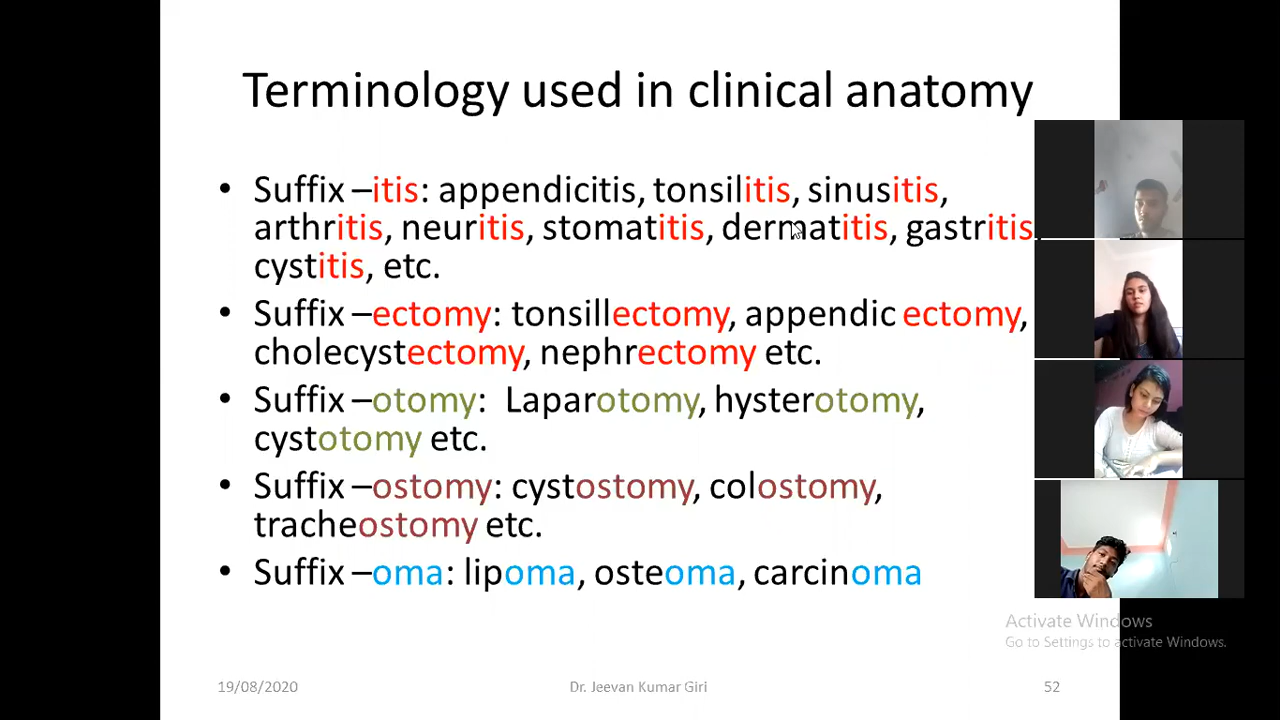 Terminology used in clinical anatomy
• Suffix –itis: appendicitis, tonsilitis, sinusitis,
arthritis, neuritis, stomatitis, dermatitis, gastritis
cystitis, etc.
• Suffix –ectomy: tonsillectomy, appendic ectomy,
cholecystectomy, nephrectomy etc.
• Suffix –otomy:  Laparotomy, hysterotomy,
cystotomy etc.
• Suffix –ostomy: cystostomy, colostomy,
tracheostomy etc.
• Suffix –oma: lipoma, osteoma, carcinoma
Activate Windows
Go to Settings to activate Windows.
19/08/2020
Dr. Jeevan Kumar Giri
52